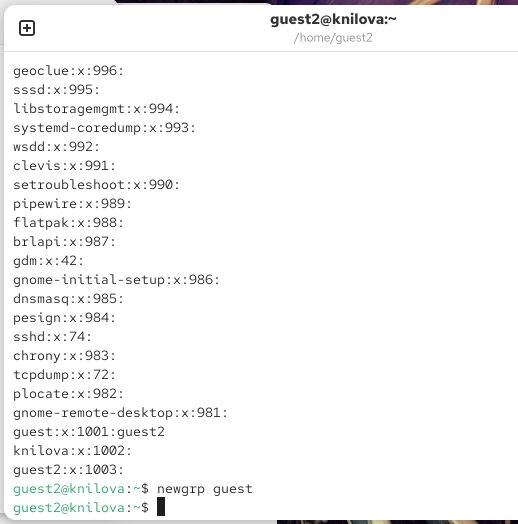 guest2@knilova:~
/home/guest2
geoclue:x:996:
sssd:x:995:
libstoragemgmt:x:994:
systemd-coredump:x:993:
wsdd:x:992:
clevis:x:991:
setroubleshoot:x:990:
pipewire:x:989:
flatpak:x:988:
brlapi:x:987:
gdm:x:42:
gnome-initial-setup:x:986:
dnsmasq:x:985:
pesign:x:984:
sshd:x:74:
chrony:x:983:
tcpdump:x:72:
plocate:x:982:
gnome-remote-desktop:x:981:
guest:x:1001:guest2
knilova:x:1002:
guest2:x:1003:
guest2@knilova:~$ newgrp guest
guest2@knilova:~$